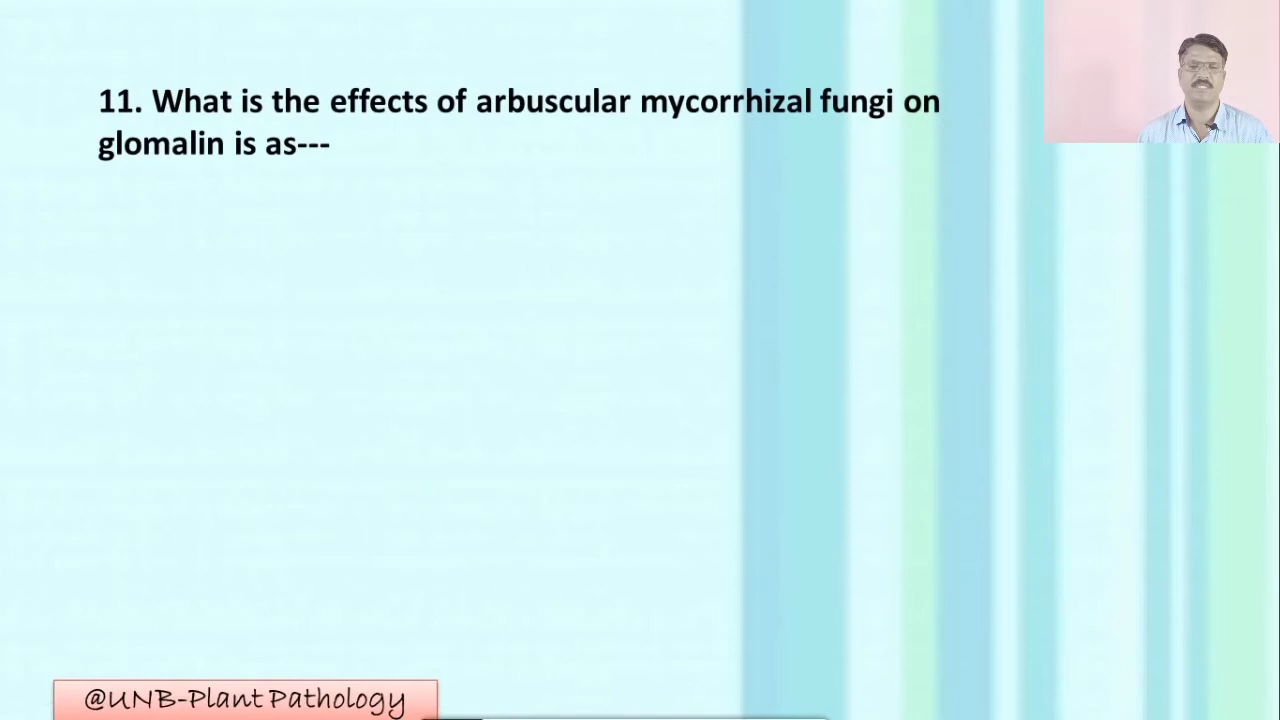 11. What is the effects of arbuscular mycorrhizal fungi on
glomalin is as---
@UNB-Plant Pathology